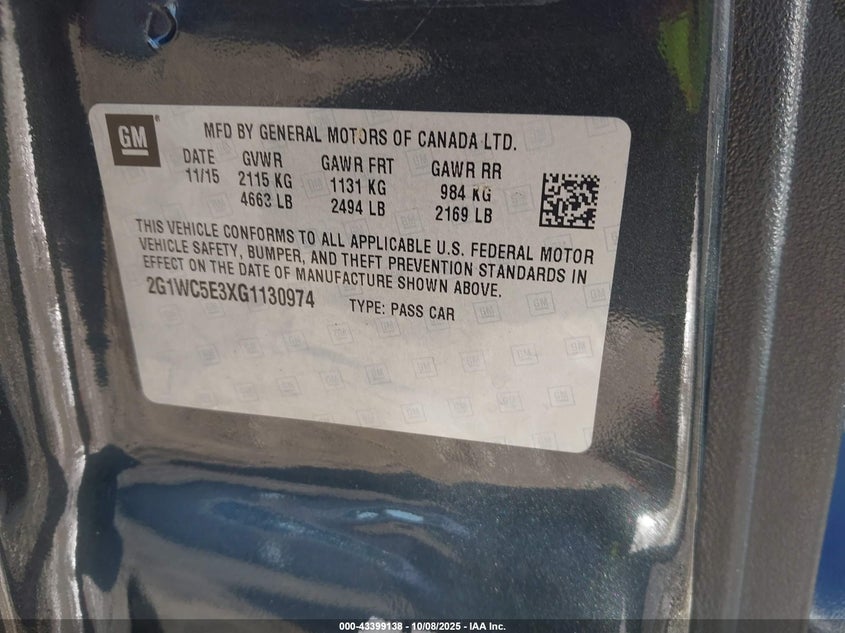 GM ®
MFD BY GENERAL MOTORS OF CANADA LTD.
DATE GVWR GAWR FRT GAWR RR
11/15 2115 KG 1131 KG 984 KG
4663 LB 2494 LB 2169 LB
THIS VEHICLE CONFORMS TO ALL APPLICABLE U.S. FEDERAL MOTOR
VEHICLE SAFETY, BUMPER, AND THEFT PREVENTION STANDARDS IN
EFFECT ON THE DATE OF MANUFACTURE SHOWN ABOVE.
2G1WC5E3XG1130974 TYPE: PASS CAR
000-43399138 - 10/08/2025 - IAA Inc.